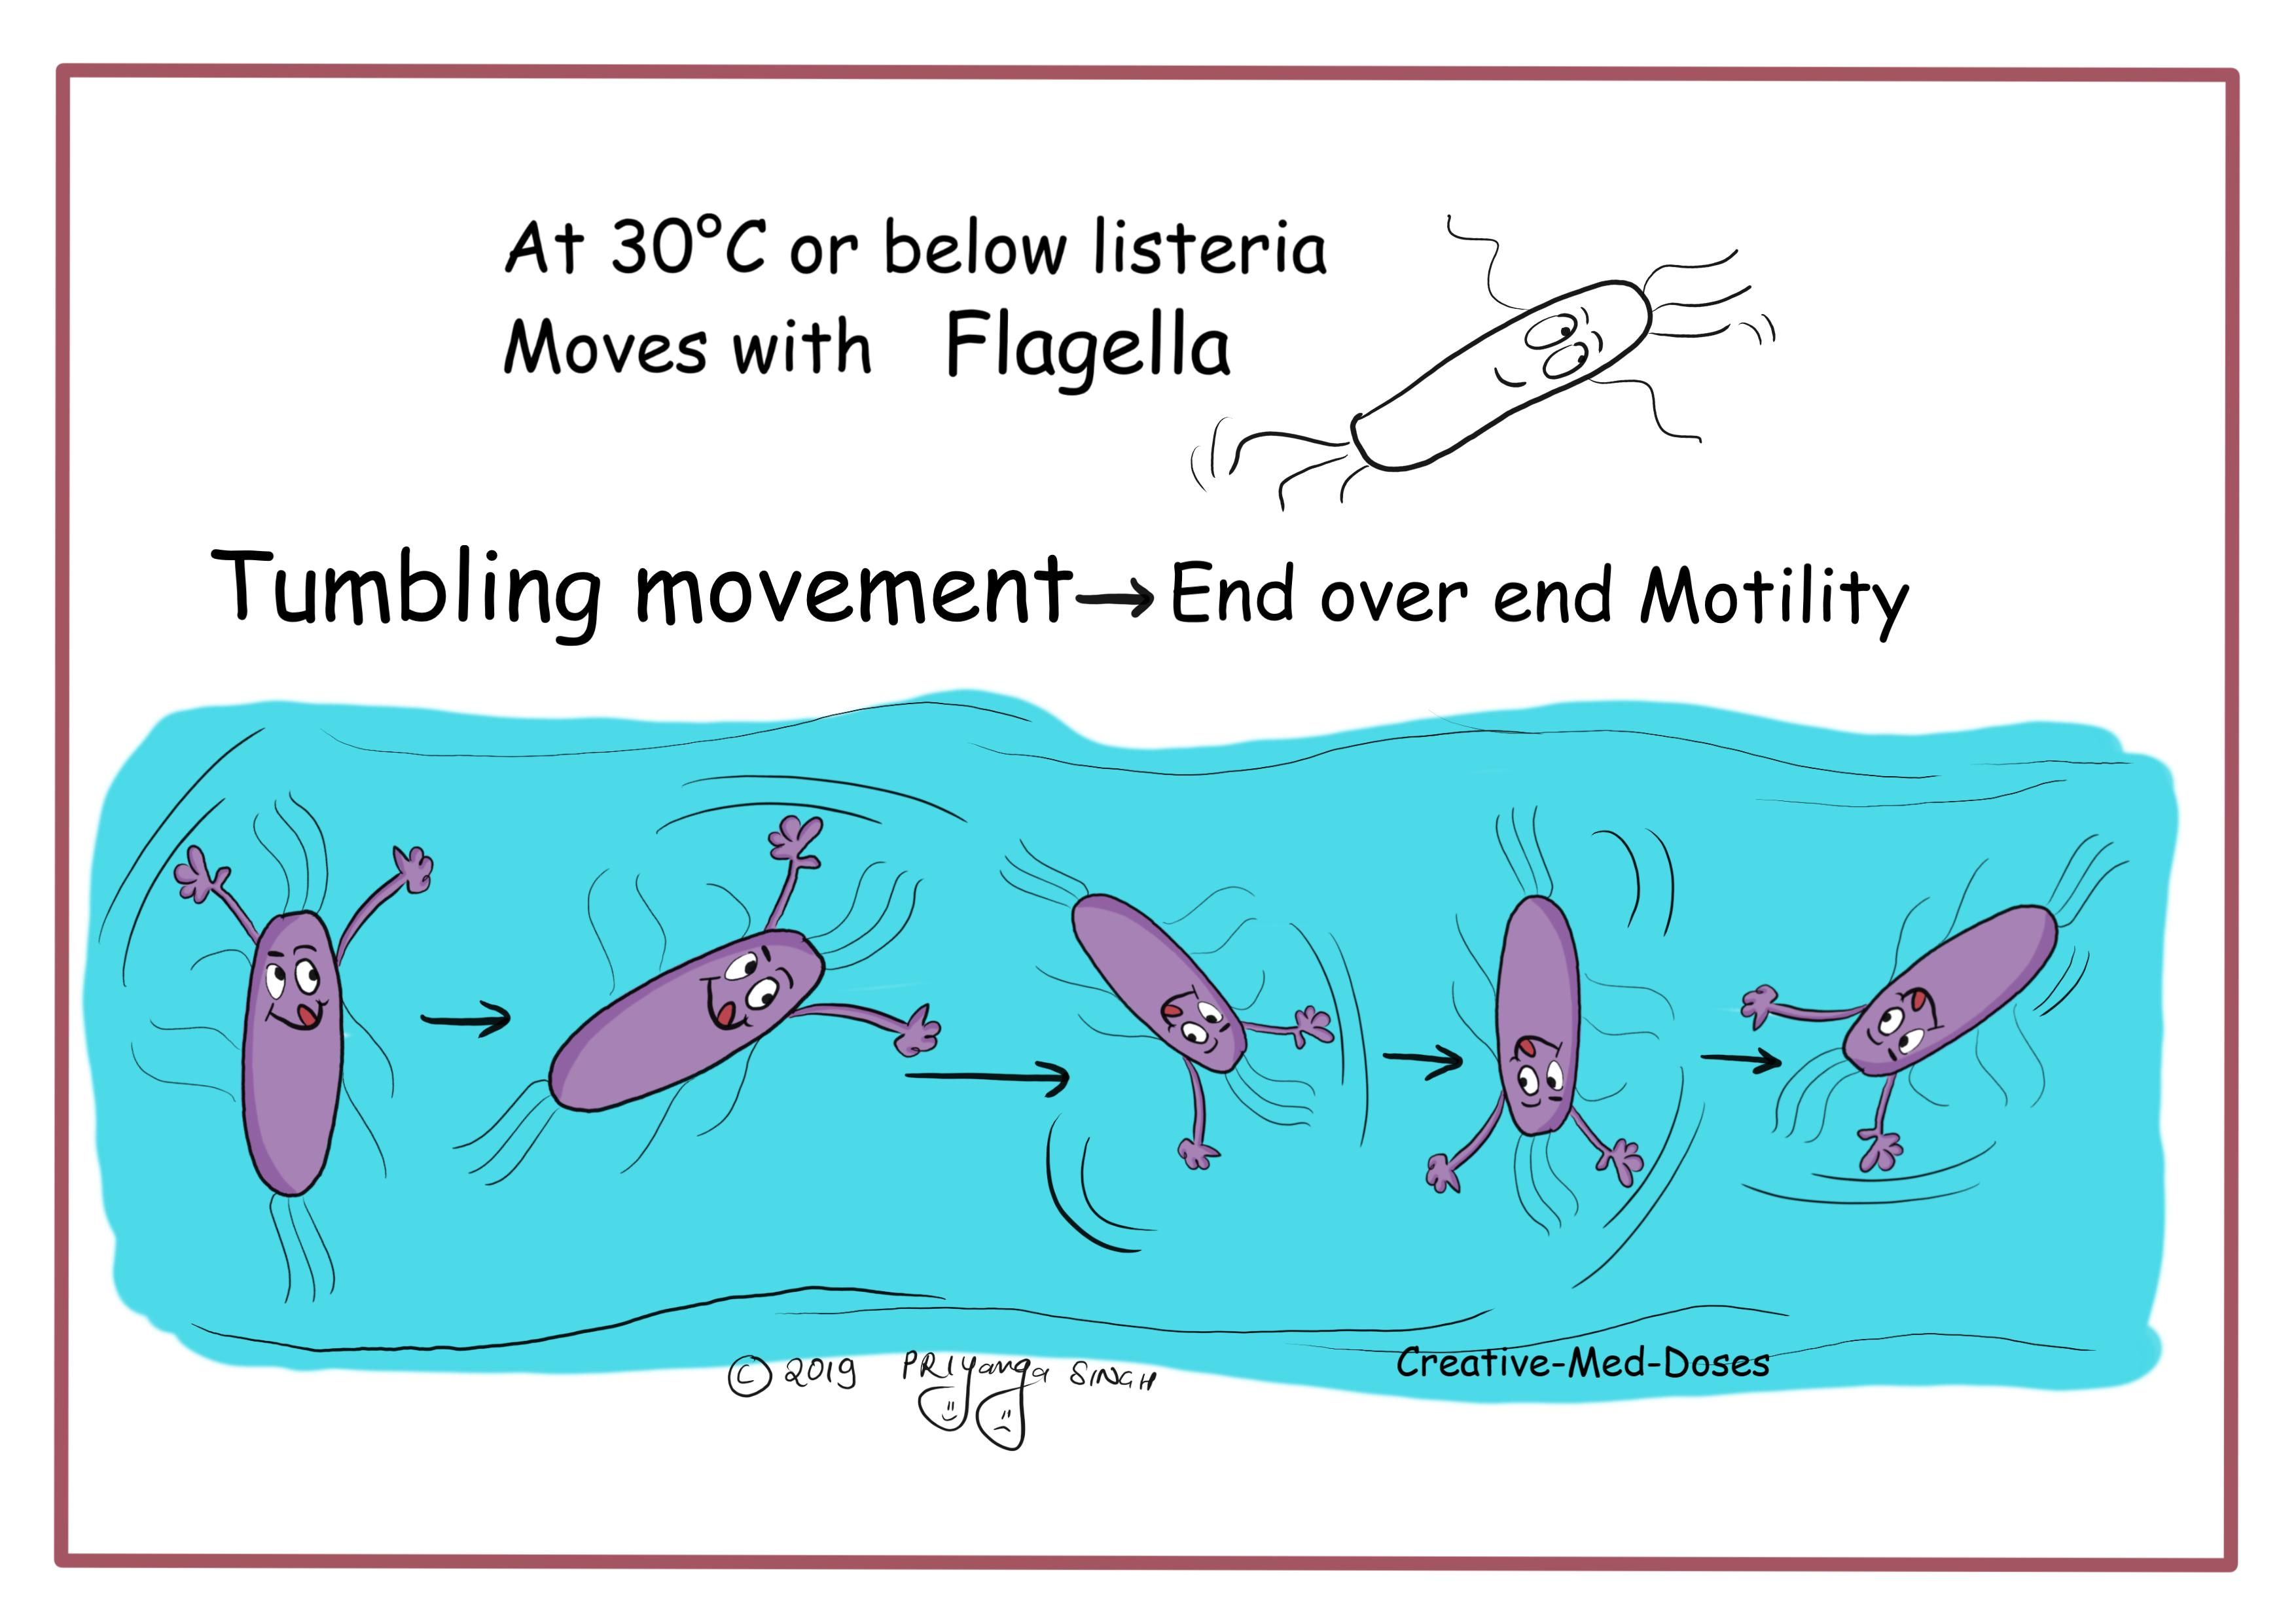 At 30°C or below listeria
Moves with Flagella
Tumbling movement→End over end Motility
© 2019 PRIyanga SINGH
Creative-Med-Doses